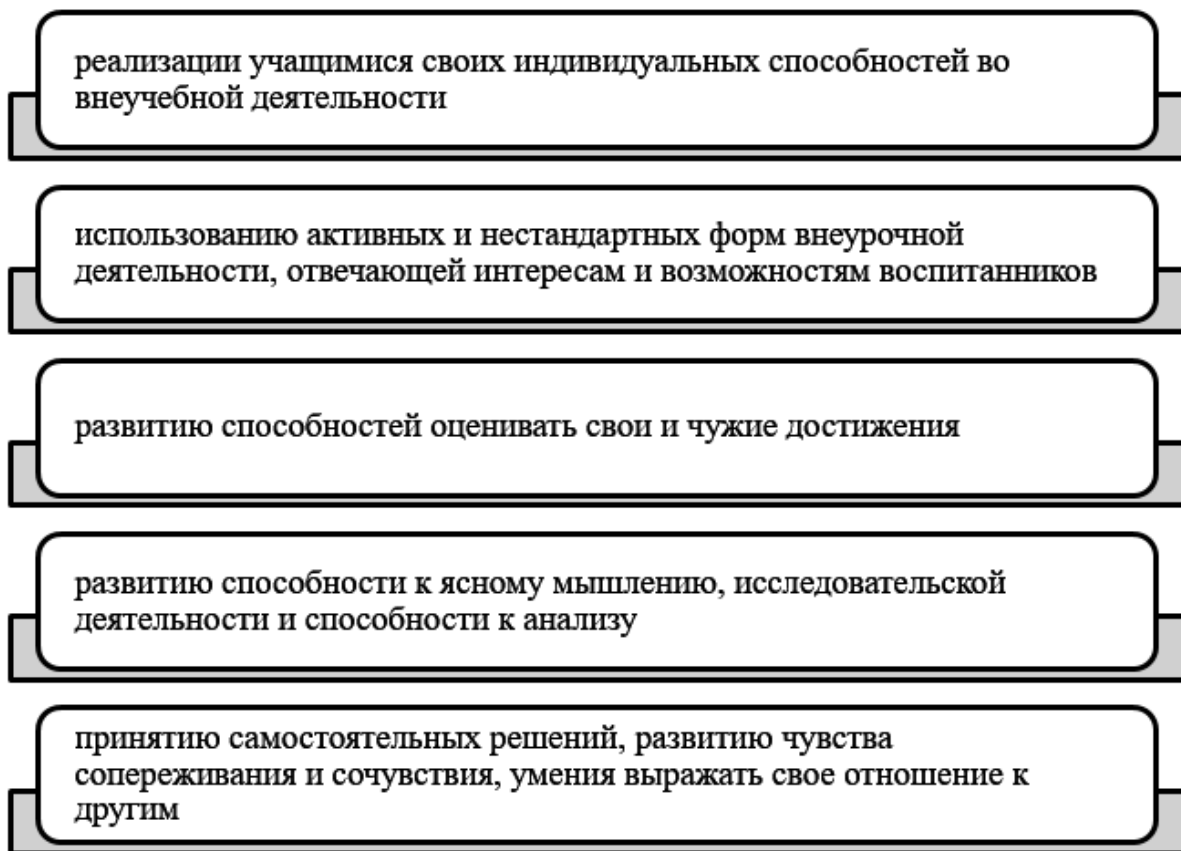 реализации учащимися своих индивидуальных способностей во
внеучебной деятельности
использованию активных и нестандартных форм внеурочной
деятельности, отвечающей интересам и возможностям воспитанников
развитию способностей оценивать свои и чужие достижения
развитию способности к ясному мышлению, исследовательской
деятельности и способности к анализу
принятию самостоятельных решений, развитию чувства
сопереживания и сочувствия, умения выражать свое отношение к
другим